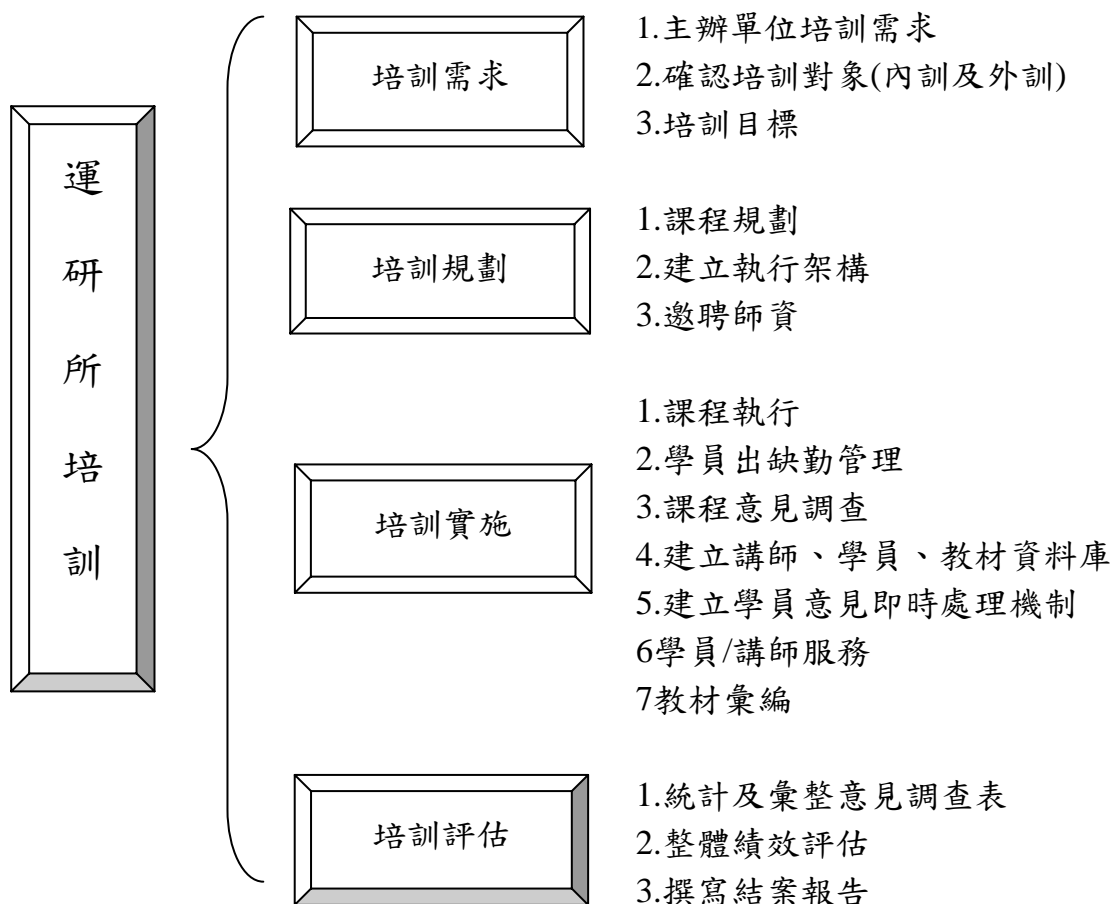 運
研
所
培
訓
培訓需求
1.主辦單位培訓需求
2.確認培訓對象(內訓及外訓)
3.培訓目標
培訓規劃
1.課程規劃
2.建立執行架構
3.邀聘師資
培訓實施
1.課程執行
2.學員出缺勤管理
3.課程意見調查
4.建立講師、學員、教材資料庫
5.建立學員意見即時處理機制
6學員/講師服務
7教材彙編
培訓評估
1.統計及彙整意見調查表
2.整體績效評估
3.撰寫結案報告